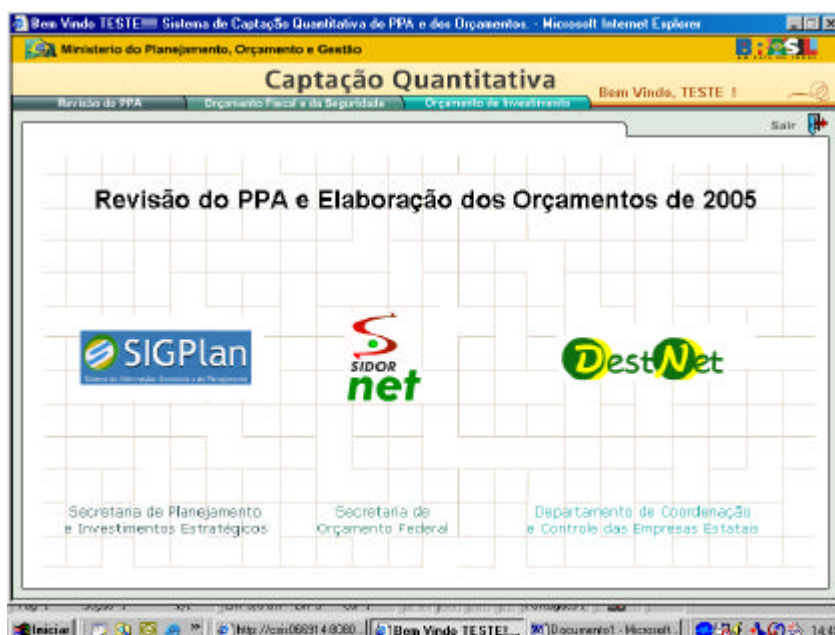 Bem Vindo TESTE!!!! Sistema de Captação Quantitativa do PPA e dos Orçamentos. - Microsoft Internet Explorer
Ministerio do Planejamento, Orçamento e Gestão
BRASIL
Captação Quantitativa
Bem Vindo, TESTE !
Revisão do PPA
Orçamento Fiscal e da Seguridade
Orçamento de Investimento
Sair
Revisão do PPA e Elaboração dos Orçamentos de 2005
SIGPlan
SIDOR
net
DestNet
Secretaria de Planejamento
e Investimentos Estratégicos
Secretaria de
Orçamento Federal
Departamento de Coordenação
e Controle das Empresas Estatais
Iniciar
Bem Vindo TESTE!...
Documento1 - Microsoft...